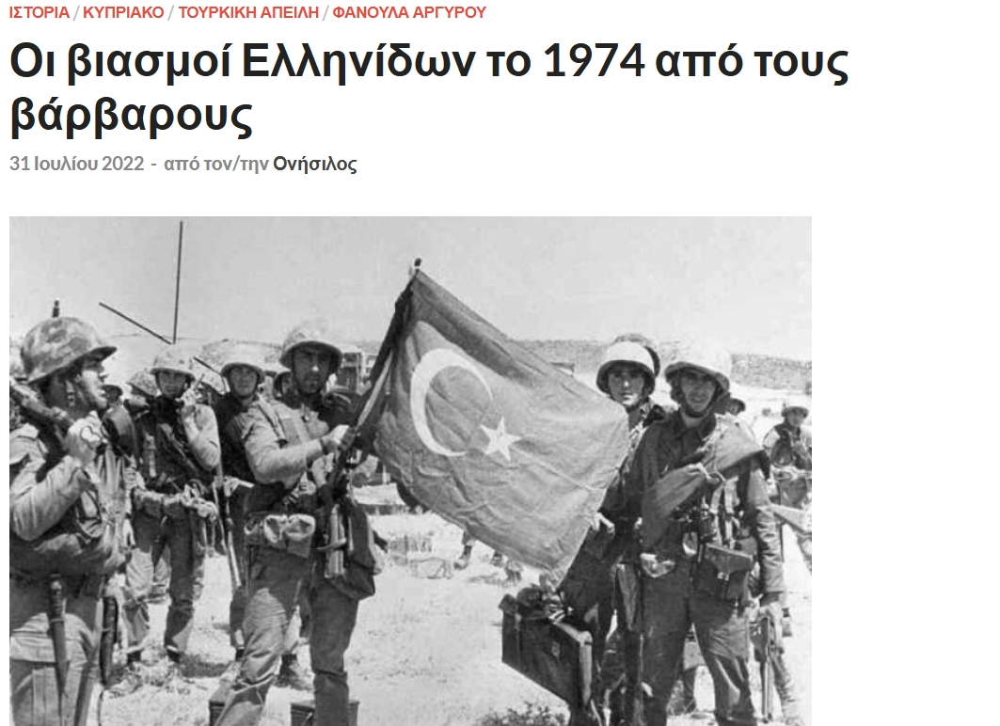 ΙΣΤΟΡΙΑ / ΚΥΠΡΙΑΚΟ / ΤΟΥΡΚΙΚΗ ΑΠΕΙΛΗ / ΦΑΝΟΥΛΑ ΑΡΓΥΡΟΥ
Οι βιασμοί Ελληνίδων το 1974 από τους
βάρβαρους
31 Ιουλίου 2022 - από τον/την Ονήσιλος